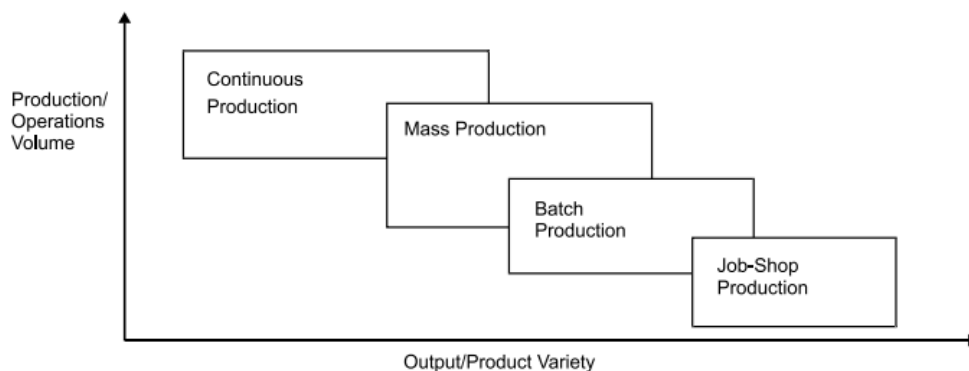 Continuous
Production
Production/
Operations
Volume
Mass Production
Batch
Production
Job-Shop
Production
Output/Product Variety